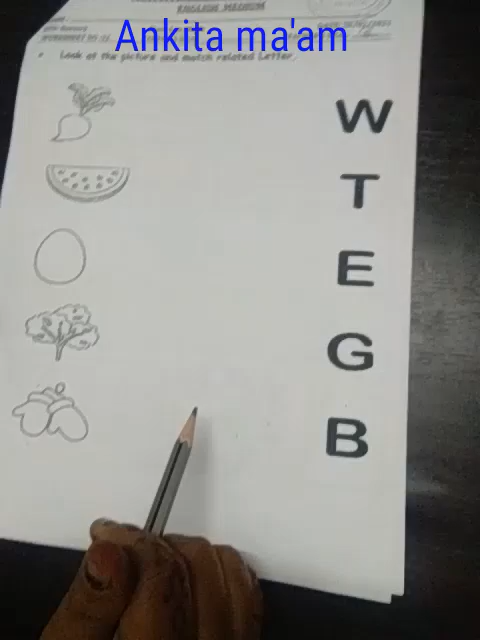 ENGLISH MEDIUM
Ankita ma'am
Look at the picture and match related Letter.
W
T
E
G
B